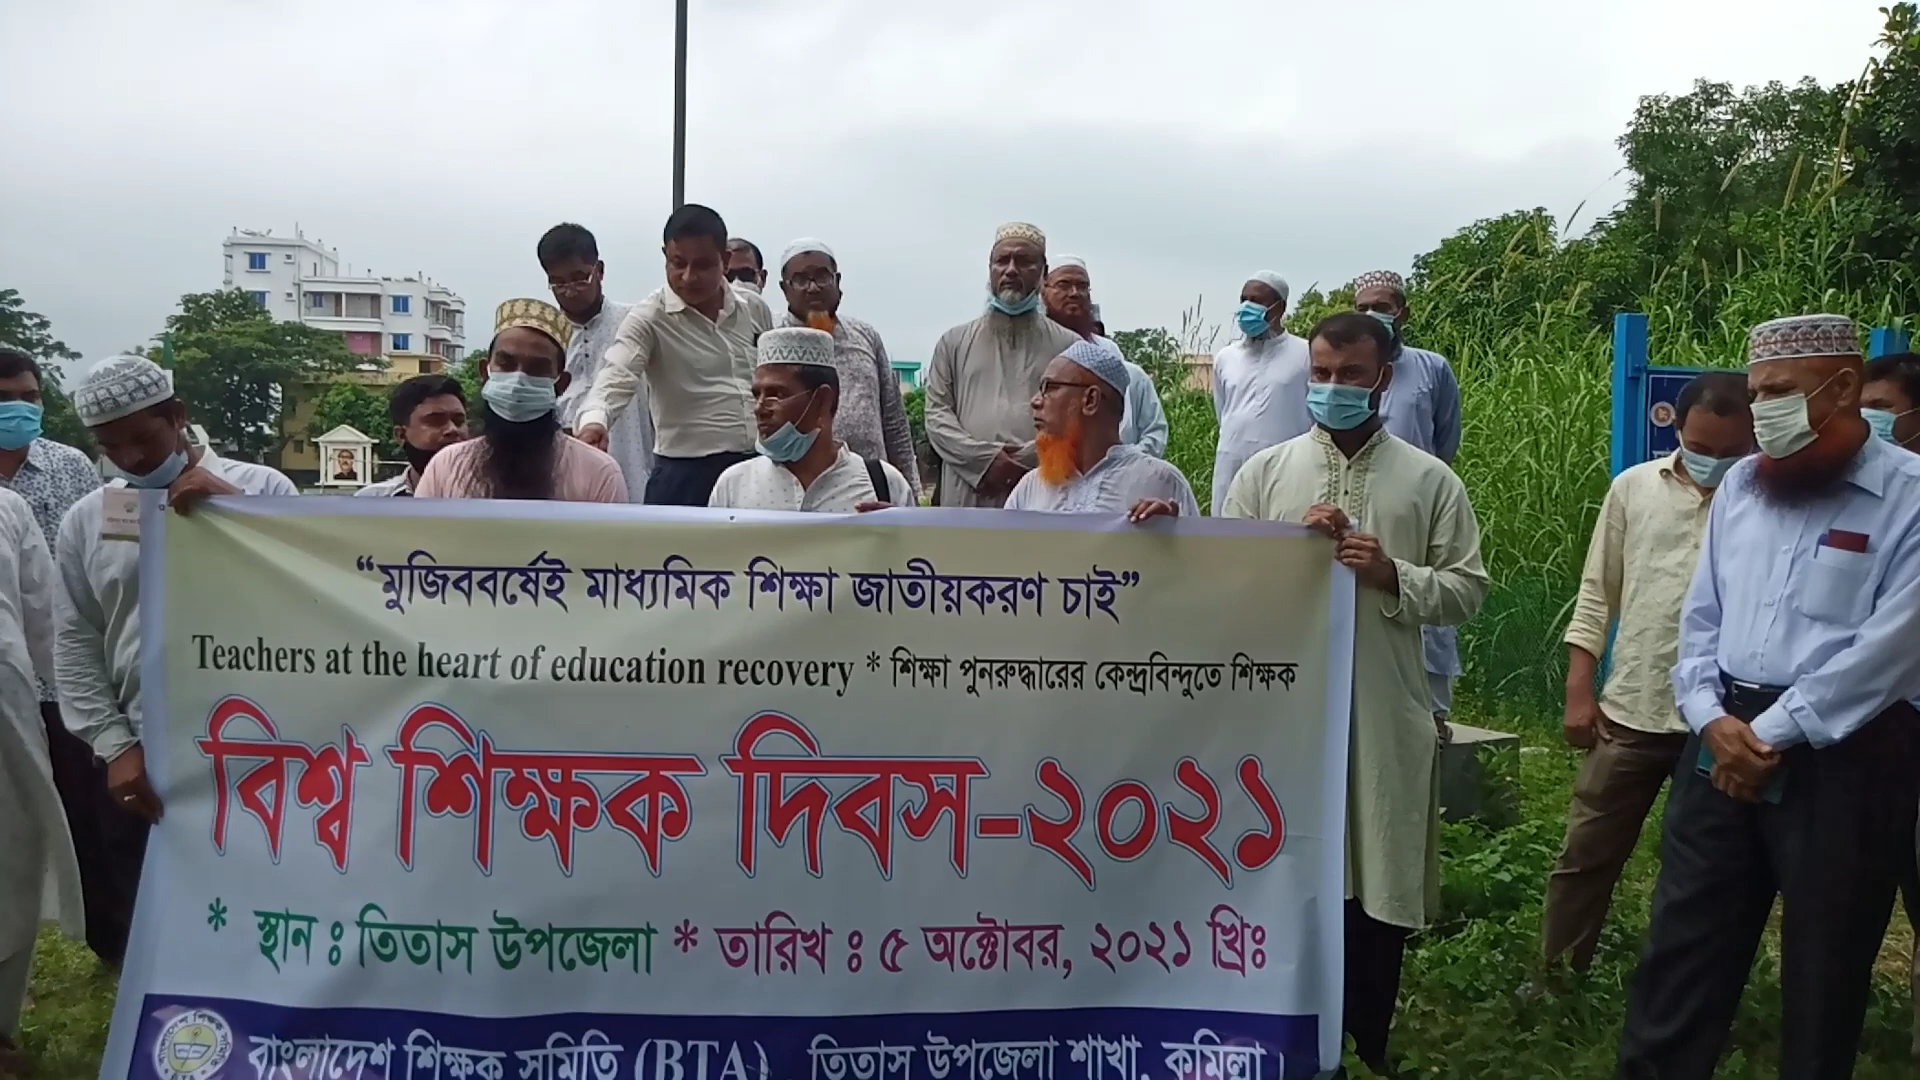 “মুজিববর্ষেই মাধ্যমিক শিক্ষা জাতীয়করণ চাই”
Teachers at the heart of education recovery * শিক্ষা পুনরুদ্ধারের কেন্দ্রবিন্দুতে শিক্ষক
বিশ্ব শিক্ষক দিবস-২০২১
* স্থান ঃ তিতাস উপজেলা * তারিখ ঃ ৫ অক্টোবর, ২০২১ খ্রিঃ
বাংলাদেশ শিক্ষক সমিতি (BTA) তিতাস উপজেলা শাখা, কুমিল্লা।